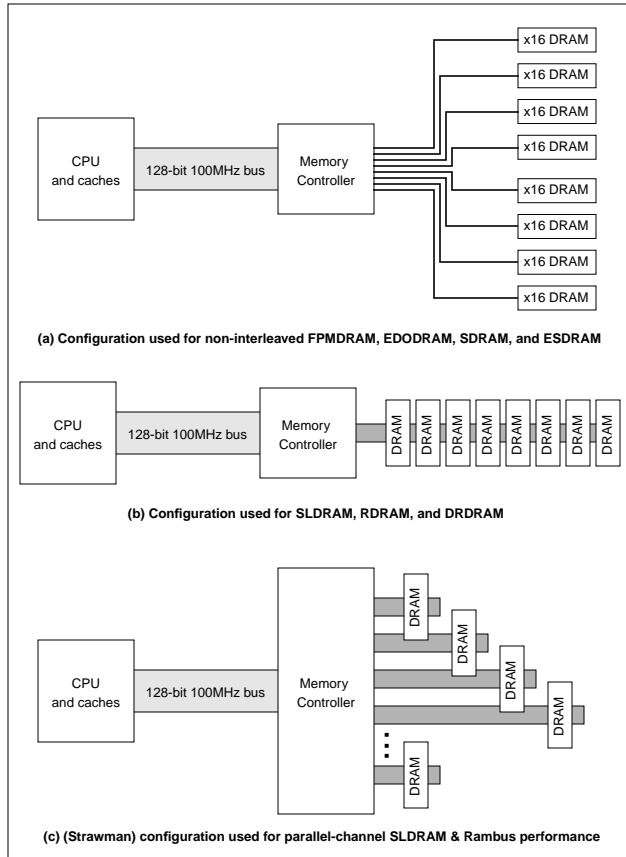 x16 DRAM
x16 DRAM
x16 DRAM
x16 DRAM
x16 DRAM
x16 DRAM
x16 DRAM
x16 DRAM
CPU
and caches
128-bit 100MHz bus
Memory
Controller
(a) Configuration used for non-interleaved FPMDRAM, EDODRAM, SDRAM, and ESDRAM
CPU
and caches
128-bit 100MHz bus
Memory
Controller
DRAM
DRAM
DRAM
DRAM
DRAM
DRAM
DRAM
DRAM
(b) Configuration used for SLDRAM, RDRAM, and DRDRAM
CPU
and caches
128-bit 100MHz bus
Memory
Controller
DRAM
DRAM
DRAM
DRAM
DRAM
(c) (Strawman) configuration used for parallel-channel SLDRAM & Rambus performance